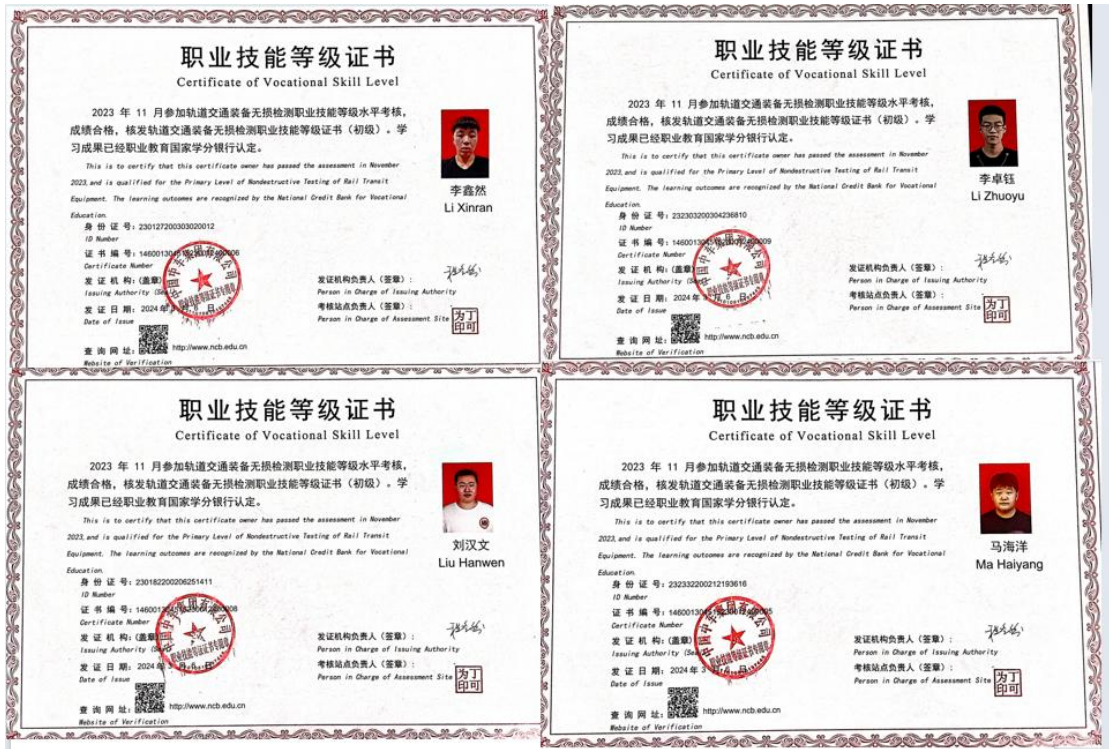 职业技能等级证书
Certificate of Vocational Skill Level
2023 年 11 月参加轨道交通装备无损检测职业技能等级水平考核，
成绩合格，核发轨道交通装备无损检测职业技能等级证书（初级）。学
习成果已经职业教育国家学分银行认定。
This is to certify that this certificate owner has passed the assessment in November
2023, and is qualified for the Primary Level of Nondestructive Testing of Rail Transit
Equipment. The learning outcomes are recognized by the National Credit Bank for Vocational
Education.
李鑫然
Li Xinran
身 份 证 号：230127200303020012
ID Number
证 书 编 号：
Certificate Number
发 证 机 构：(盖章)
Issuing Authority
发 证 日 期：2024 年
Date of Issue
查 询 网 址：
http://www.ncb.edu.cn
Website of Verification
发证机构负责人（签章）：
Person in Charge of Issuing Authority
考核站点负责人（签章）：
Person in Charge of Assessment Site
职业技能等级证书
Certificate of Vocational Skill Level
2023 年 11 月参加轨道交通装备无损检测职业技能等级水平考核，
成绩合格，核发轨道交通装备无损检测职业技能等级证书（初级）。学
习成果已经职业教育国家学分银行认定。
This is to certify that this certificate owner has passed the assessment in November
2023, and is qualified for the Primary Level of Nondestructive Testing of Rail Transit
Equipment. The learning outcomes are recognized by the National Credit Bank for Vocational
Education.
李卓钰
Li Zhuoyu
身 份 证 号：232303200304236810
ID Number
证 书 编 号：
Certificate Number
发 证 机 构：(盖章)
Issuing Authority
发 证 日 期：2024 年
Date of Issue
查 询 网 址：
http://www.ncb.edu.cn
Website of Verification
发证机构负责人（签章）：
Person in Charge of Issuing Authority
考核站点负责人（签章）：
Person in Charge of Assessment Site
职业技能等级证书
Certificate of Vocational Skill Level
2023 年 11 月参加轨道交通装备无损检测职业技能等级水平考核，
成绩合格，核发轨道交通装备无损检测职业技能等级证书（初级）。学
习成果已经职业教育国家学分银行认定。
This is to certify that this certificate owner has passed the assessment in November
2023, and is qualified for the Primary Level of Nondestructive Testing of Rail Transit
Equipment. The learning outcomes are recognized by the National Credit Bank for Vocational
Education.
刘汉文
Liu Hanwen
身 份 证 号：230182200206251411
ID Number
证 书 编 号：
Certificate Number
发 证 机 构：(盖章)
Issuing Authority
发 证 日 期：2024 年
Date of Issue
查 询 网 址：
http://www.ncb.edu.cn
Website of Verification
发证机构负责人（签章）：
Person in Charge of Issuing Authority
考核站点负责人（签章）：
Person in Charge of Assessment Site
职业技能等级证书
Certificate of Vocational Skill Level
2023 年 11 月参加轨道交通装备无损检测职业技能等级水平考核，
成绩合格，核发轨道交通装备无损检测职业技能等级证书（初级）。学
习成果已经职业教育国家学分银行认定。
This is to certify that this certificate owner has passed the assessment in November
2023, and is qualified for the Primary Level of Nondestructive Testing of Rail Transit
Equipment. The learning outcomes are recognized by the National Credit Bank for Vocational
Education.
马海洋
Ma Haiyang
身 份 证 号：232332200212193616
ID Number
证 书 编 号：
Certificate Number
发 证 机 构：(盖章)
Issuing Authority
发 证 日 期：2024 年
Date of Issue
查 询 网 址：
http://www.ncb.edu.cn
Website of Verification
发证机构负责人（签章）：
Person in Charge of Issuing Authority
考核站点负责人（签章）：
Person in Charge of Assessment Site